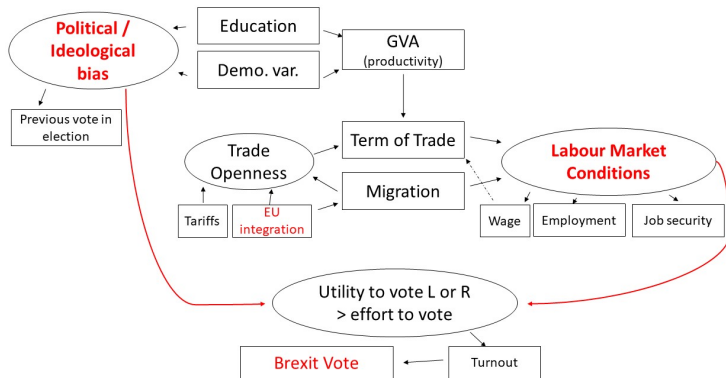 Political /
Ideological
bias
Education
Demo. var.
GVA
(productivity)
Previous vote in
election
Term of Trade
Trade
Openness
Migration
Labour Market
Conditions
Tariffs
EU
integration
Wage
Employment
Job security
Utility to vote L or R
> effort to vote
Brexit Vote
Turnout